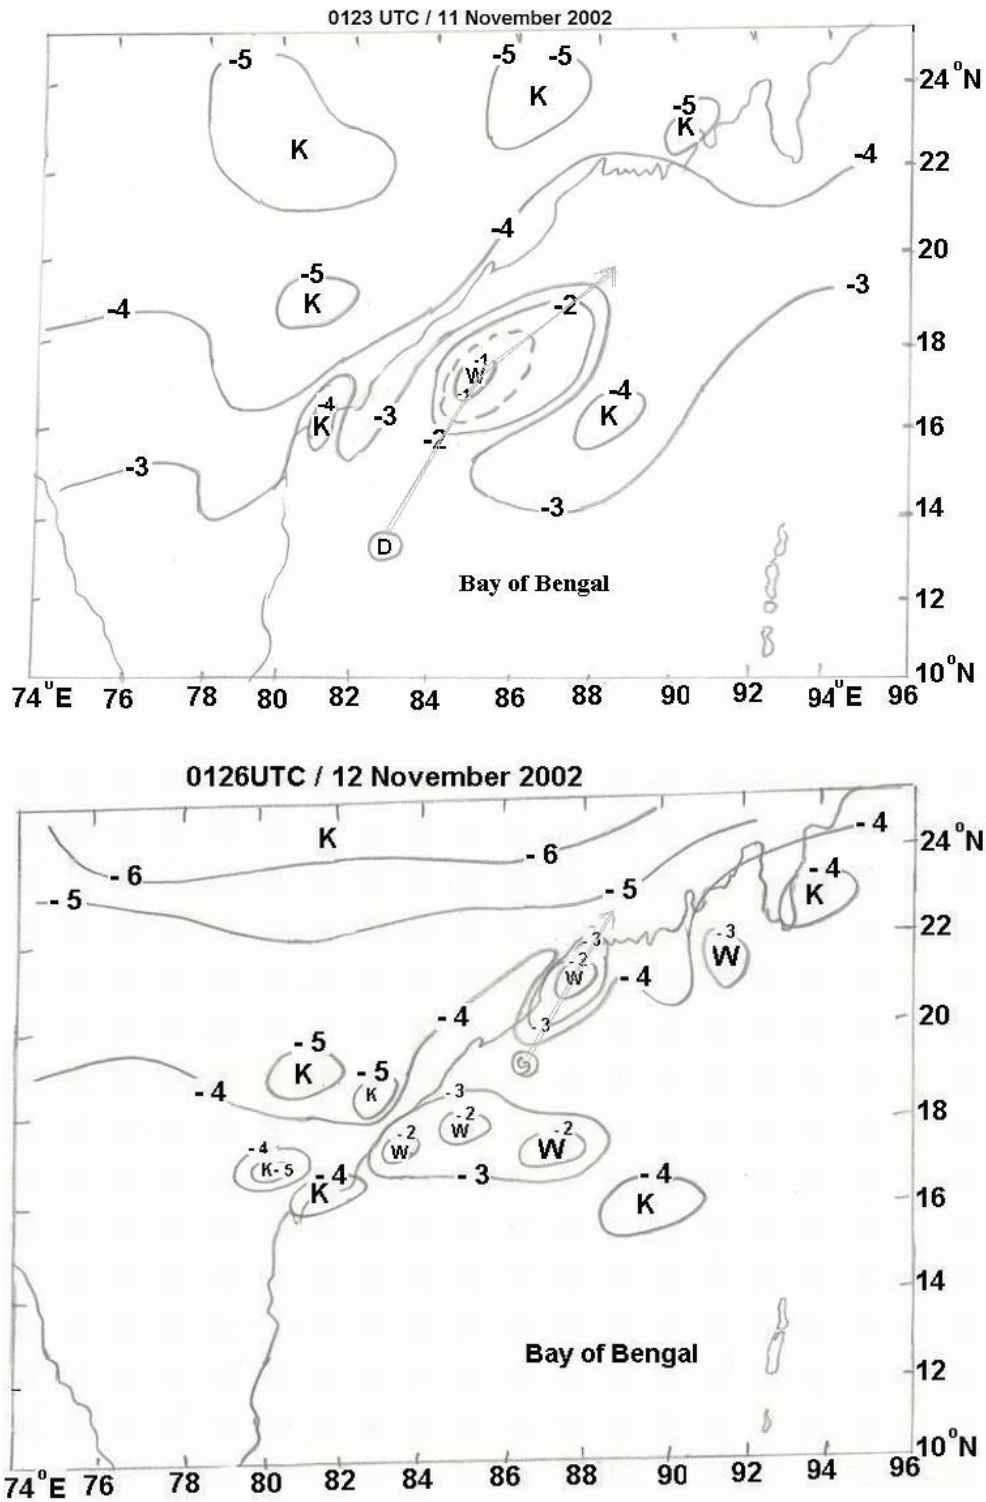 0123 UTC / 11 November 2002
-5 -5 -5
24°N
K
-5
K
K
-4
22
-4
20
-5
K
-3
-4
-2
18
-1
W
-4
-1
-4
K
-3
K
16
-2
-3
-3
14
D
Bay of Bengal
12
10°N
74°E 76 78 80 82 84 86 88 90 92 94°E 96
0126UTC / 12 November 2002
K
-4
24°N
-6
-6
-5
-5
-4
K
22
-3
-3
W
-2
W
-4
20
-4
-3
-5
K
-5
K
G
-4
-3
18
-2
W
-2
W
-2
W
-4
K-5
-4
K
-3
-4
K
16
14
Bay of Bengal
12
10°N
74°E 76 78 80 82 84 86 88 90 92 94 96